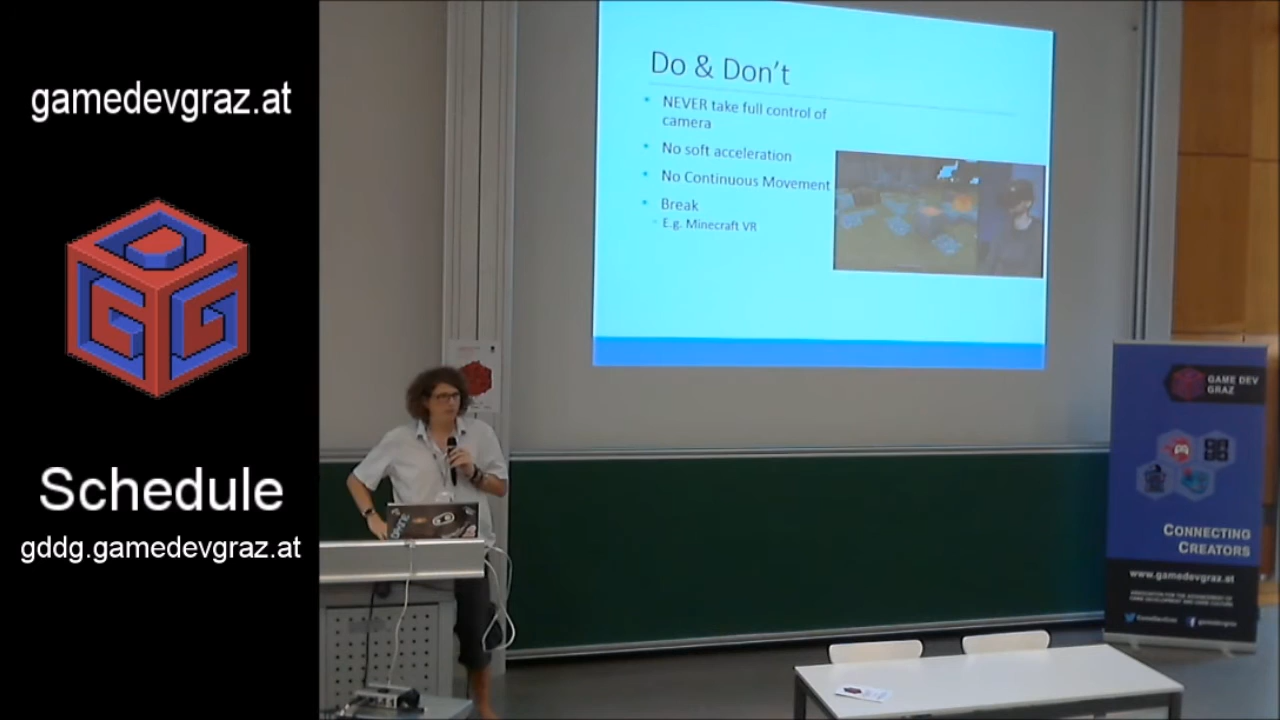 gamedevgraz.at
Schedule
gddg.gamedevgraz.at
Do & Don't
NEVER take full control of
camera
No soft acceleration
No Continuous Movement
Break
E.g. Minecraft VR
GAME DEV
GRAZ
CONNECTING
CREATORS
www.gamedevgraz.at